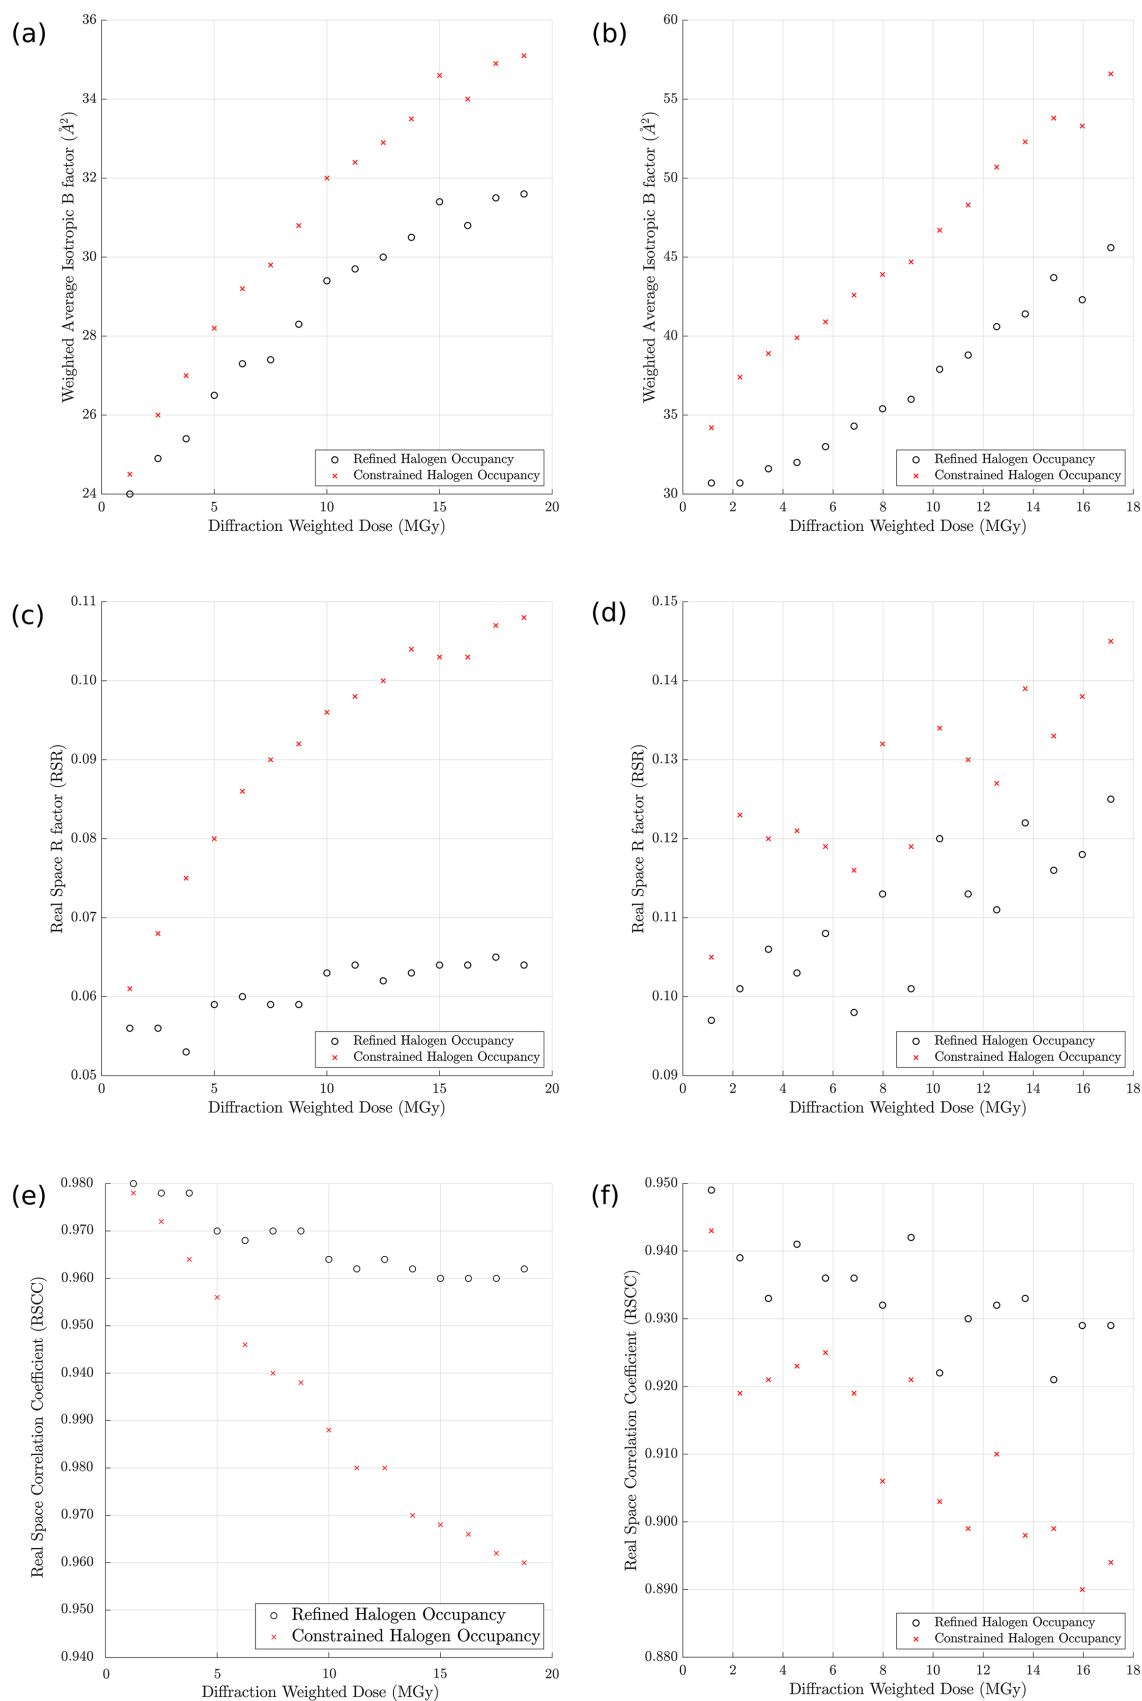 (a)
36
34
32
30
28
26
24
Weighted Average Isotropic B factor (Å²)
0 5 10 15 20
Diffraction Weighted Dose (MGy)
Refined Halogen Occupancy
Constrained Halogen Occupancy
(b)
60
55
50
45
40
35
30
Weighted Average Isotropic B factor (Å²)
0 2 4 6 8 10 12 14 16 18
Diffraction Weighted Dose (MGy)
Refined Halogen Occupancy
Constrained Halogen Occupancy
(c)
0.11
0.10
0.09
0.08
0.07
0.06
0.05
Real Space R factor (RSR)
0 5 10 15 20
Diffraction Weighted Dose (MGy)
Refined Halogen Occupancy
Constrained Halogen Occupancy
(d)
0.15
0.14
0.13
0.12
0.11
0.10
0.09
Real Space R factor (RSR)
0 2 4 6 8 10 12 14 16 18
Diffraction Weighted Dose (MGy)
Refined Halogen Occupancy
Constrained Halogen Occupancy
(e)
0.980
0.970
0.960
0.950
0.940
0.990
0.980
0.970
0.960
0.950
0.940
Real Space Correlation Coefficient (RSCC)
0 5 10 15 20
Diffraction Weighted Dose (MGy)
Refined Halogen Occupancy
Constrained Halogen Occupancy
(f)
0.950
0.940
0.930
0.920
0.910
0.900
0.890
0.880
Real Space Correlation Coefficient (RSCC)
0 2 4 6 8 10 12 14 16 18
Diffraction Weighted Dose (MGy)
Refined Halogen Occupancy
Constrained Halogen Occupancy